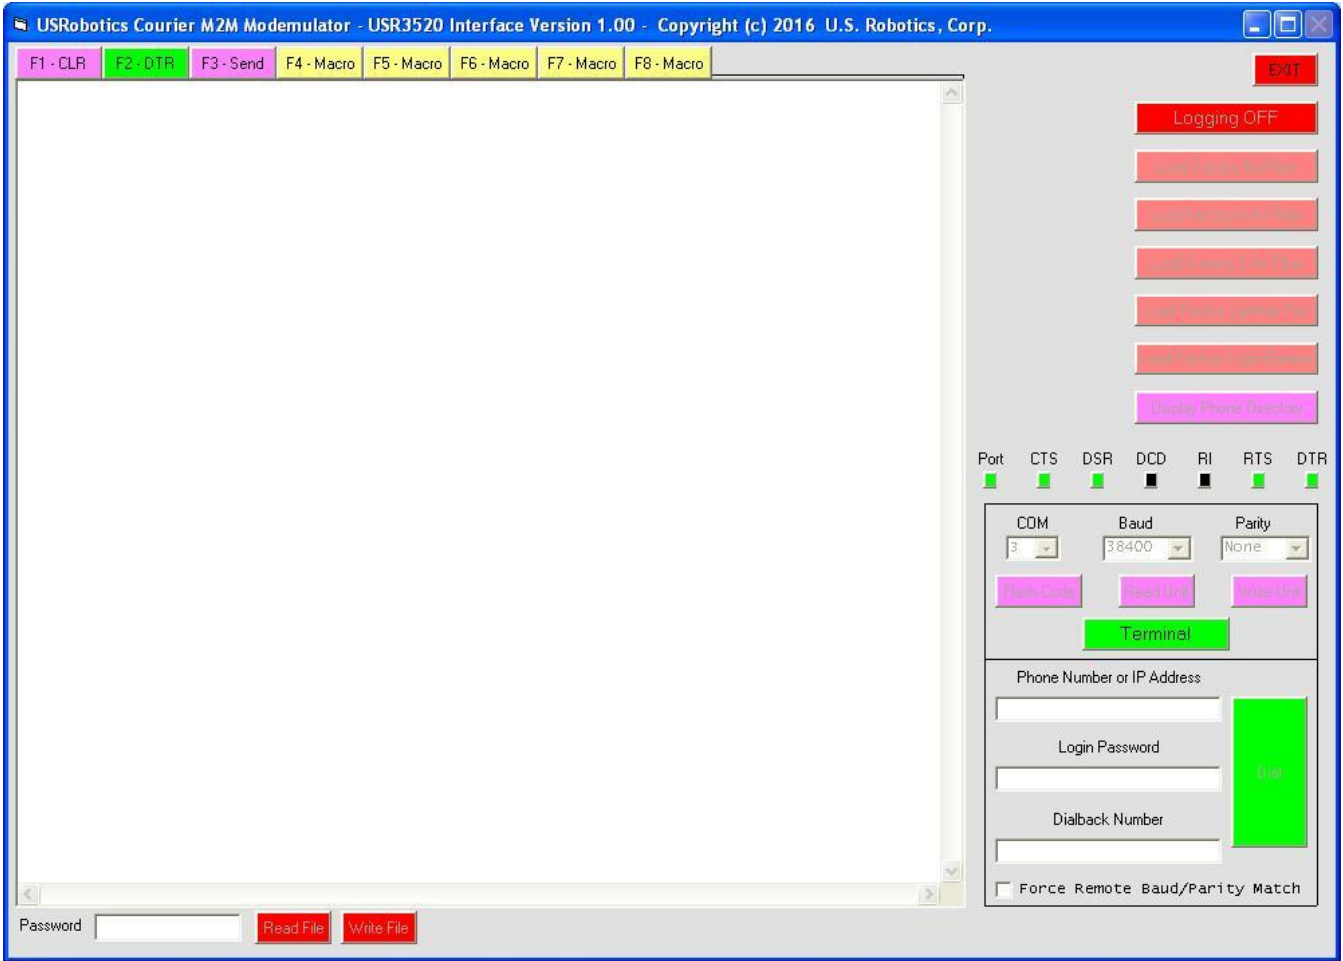 USRobotics Courier M2M Modemulator - USR3520 Interface Version 1.00 - Copyright (c) 2016 U.S. Robotics, Corp.
F1 - CLR F2 - DTR F3 - Send F4 - Macro F5 - Macro F6 - Macro F7 - Macro F8 - Macro
EXIT
Logging OFF
Display Phone Directory
Port CTS DSR DCD RI RTS DTR
COM Baud Parity
3 38400 None
Flash Code Read Unit Write Unit
Terminal
Phone Number or IP Address
Login Password
Dial
Dialback Number
Force Remote Baud/Parity Match
Password Read File Write File